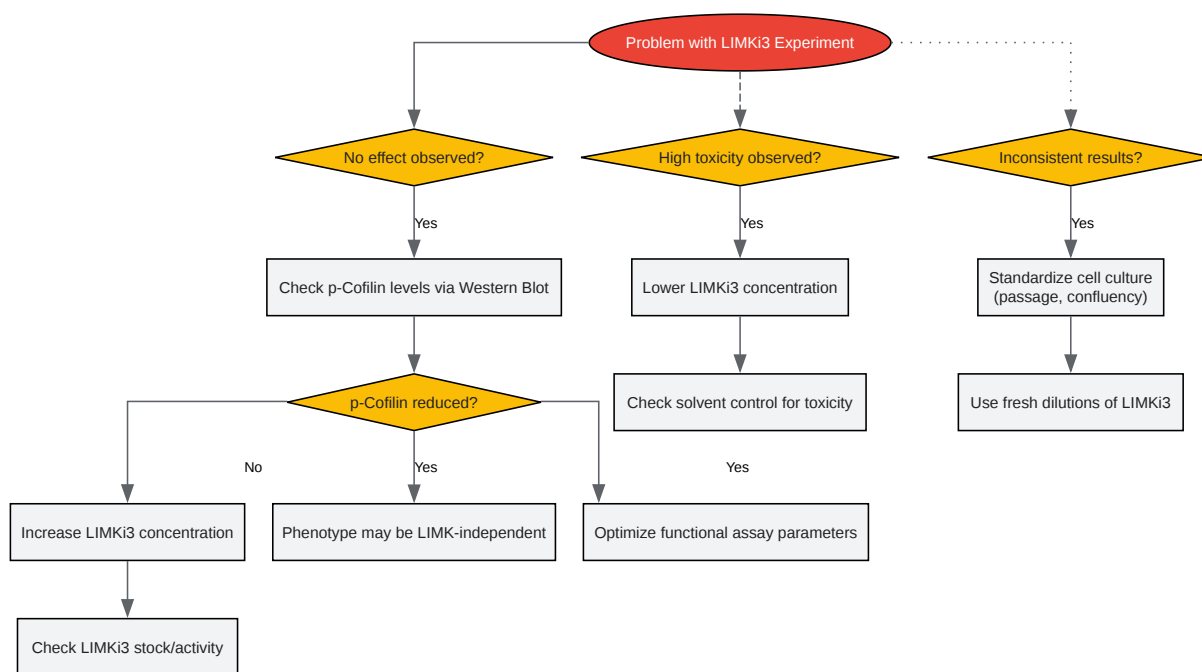 Problem with LIMKi3 Experiment
No effect observed?
High toxicity observed?
Inconsistent results?
Yes
Yes
Yes
Check p-Cofilin levels via Western Blot
Lower LIMKi3 concentration
Standardize cell culture
(passage, confluency)
p-Cofilin reduced?
Check solvent control for toxicity
Use fresh dilutions of LIMKi3
No
Yes
Yes
Increase LIMKi3 concentration
Phenotype may be LIMK-independent
Optimize functional assay parameters
Check LIMKi3 stock/activity